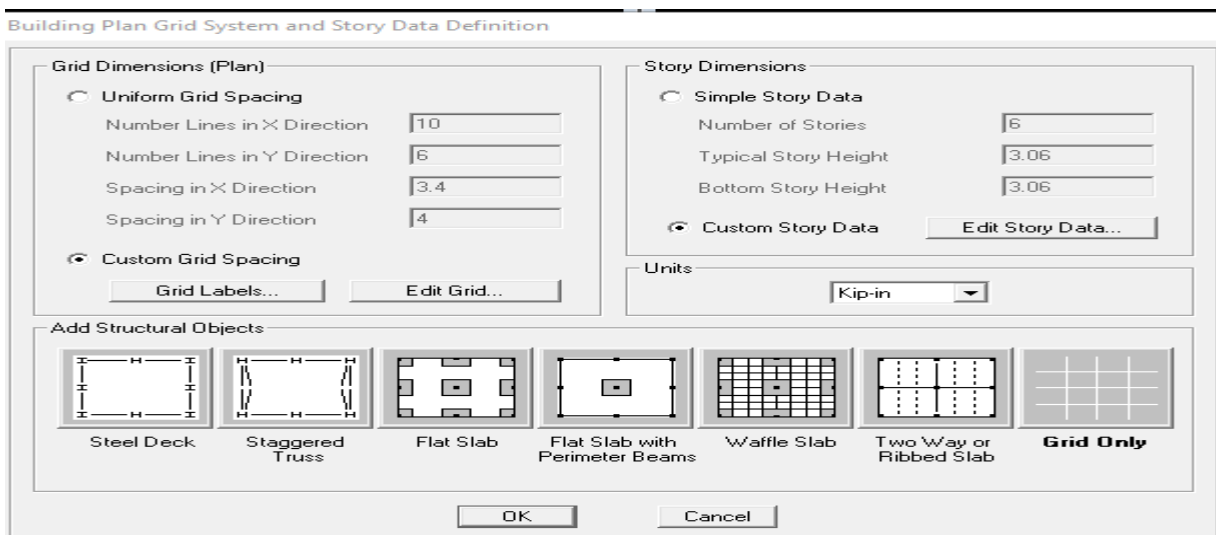 Building Plan Grid System and Story Data Definition
Grid Dimensions (Plan)
Uniform Grid Spacing
Number Lines in X Direction 10
Number Lines in Y Direction 6
Spacing in X Direction 3.4
Spacing in Y Direction 4
Custom Grid Spacing
Grid Labels... Edit Grid...
Story Dimensions
Simple Story Data
Number of Stories 6
Typical Story Height 3.06
Bottom Story Height 3.06
Custom Story Data Edit Story Data...
Units
Kip-in
Add Structural Objects
Steel Deck
Staggered
Truss
Flat Slab
Flat Slab with
Perimeter Beams
Waffle Slab
Two Way or
Ribbed Slab
Grid Only
OK Cancel